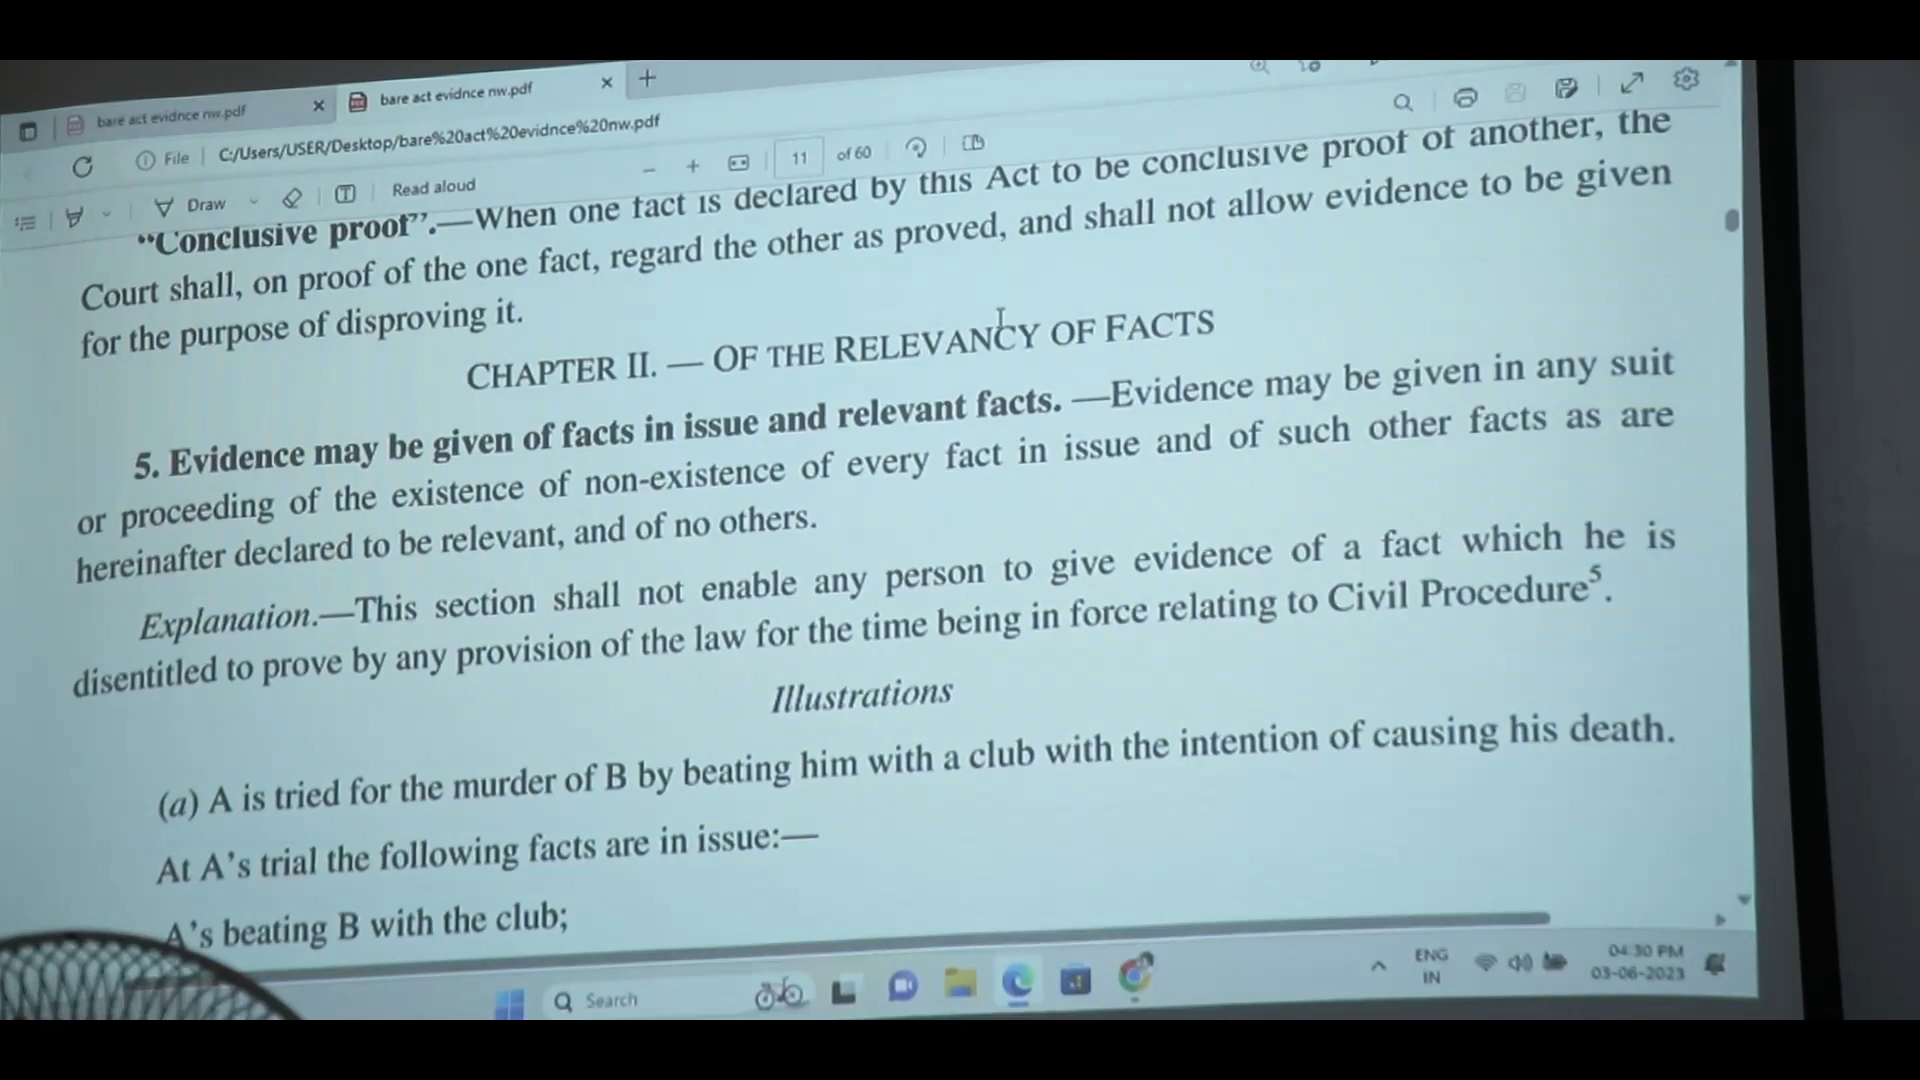 bare act evidnce nw.pdf
bare act evidnce nw.pdf
File
C:/Users/USER/Desktop/bare%20act%20evidnce%20nw.pdf
Draw
Read aloud
11 of 60
“Conclusive proof”.—When one fact is declared by this Act to be conclusive proof of another, the
Court shall, on proof of the one fact, regard the other as proved, and shall not allow evidence to be given
for the purpose of disproving it.
CHAPTER II. — OF THE RELEVANCY OF FACTS
5. Evidence may be given of facts in issue and relevant facts. —Evidence may be given in any suit
or proceeding of the existence of non-existence of every fact in issue and of such other facts as are
hereinafter declared to be relevant, and of no others.
Explanation.—This section shall not enable any person to give evidence of a fact which he is
disentitled to prove by any provision of the law for the time being in force relating to Civil Procedure⁵.
Illustrations
(a) A is tried for the murder of B by beating him with a club with the intention of causing his death.
At A’s trial the following facts are in issue:—
A’s beating B with the club;
Search
ENG
IN
04:30 PM
03-06-2023